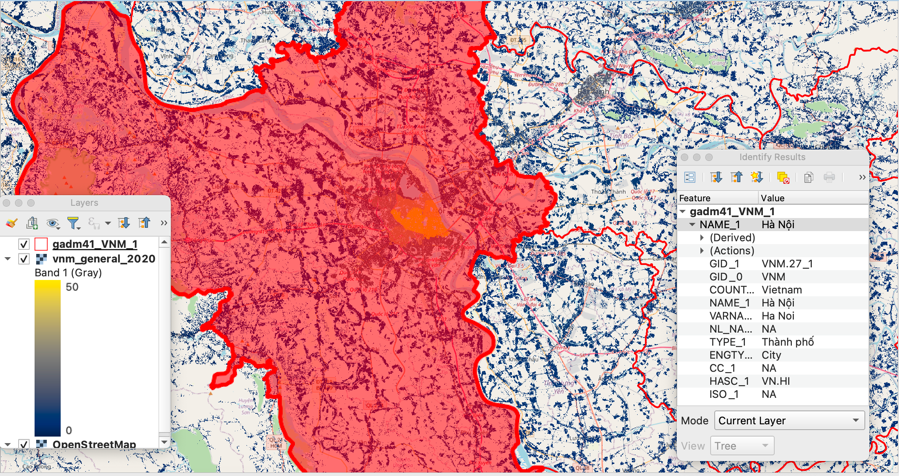 Identify Results
Feature Value
gadm41_VNM_1
NAME_1 Hà Nội
(Derived)
(Actions)
GID_1 VNM.27_1
GID_0 VNM
COUNT... Vietnam
NAME_1 Hà Nội
VARNA... Ha Noi
NL_NA... NA
TYPE_1 Thành phố
ENGTY... City
CC_1 NA
HASC_1 VN.HI
ISO_1 NA
Mode Current Layer
View Tree
Layers
gadm41_VNM_1
vnm_general_2020
Band 1 (Gray)
50
0
OpenStreetMap